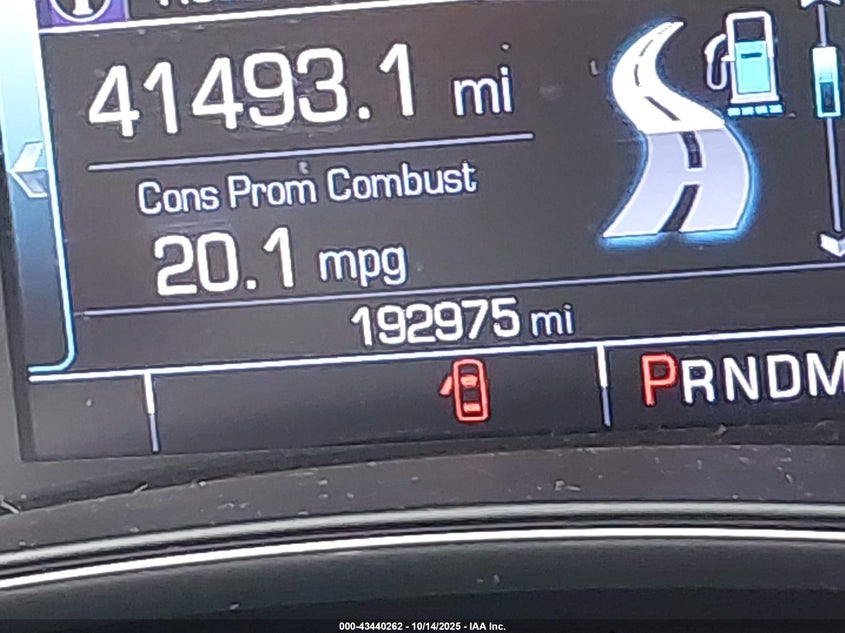 41493.1 mi
Cons Prom Combust
20.1 mpg
192975 mi
PRNDM
000-43440262 - 10/14/2025 - IAA Inc.